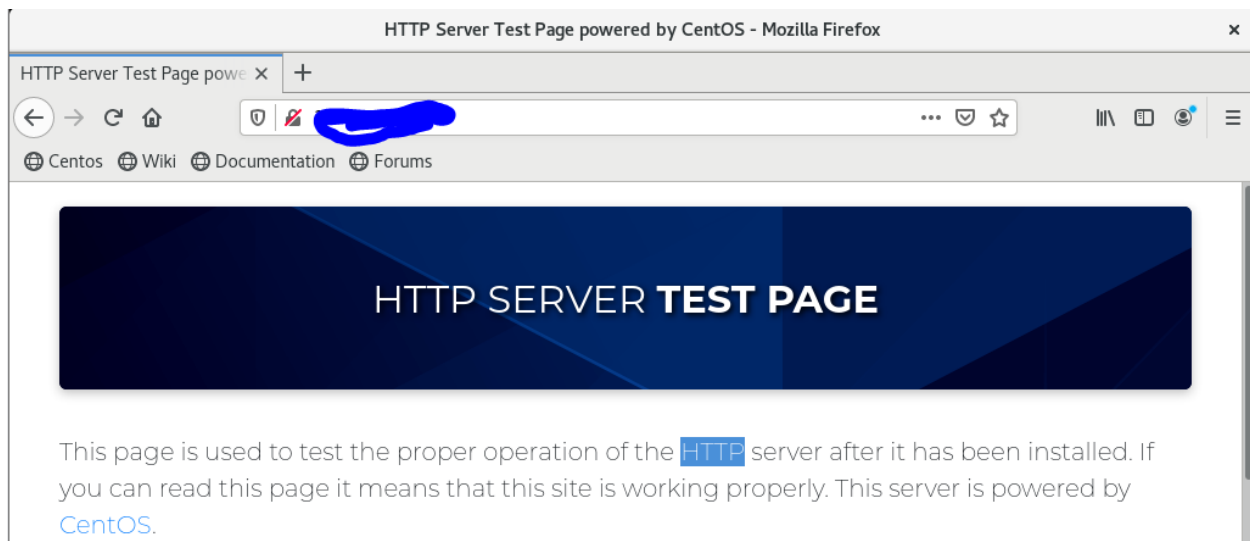 HTTP Server Test Page powered by CentOS - Mozilla Firefox
HTTP Server Test Page powe
Centos Wiki Documentation Forums
HTTP SERVER TEST PAGE
This page is used to test the proper operation of the HTTP server after it has been installed. If
you can read this page it means that this site is working properly. This server is powered by
CentOS.